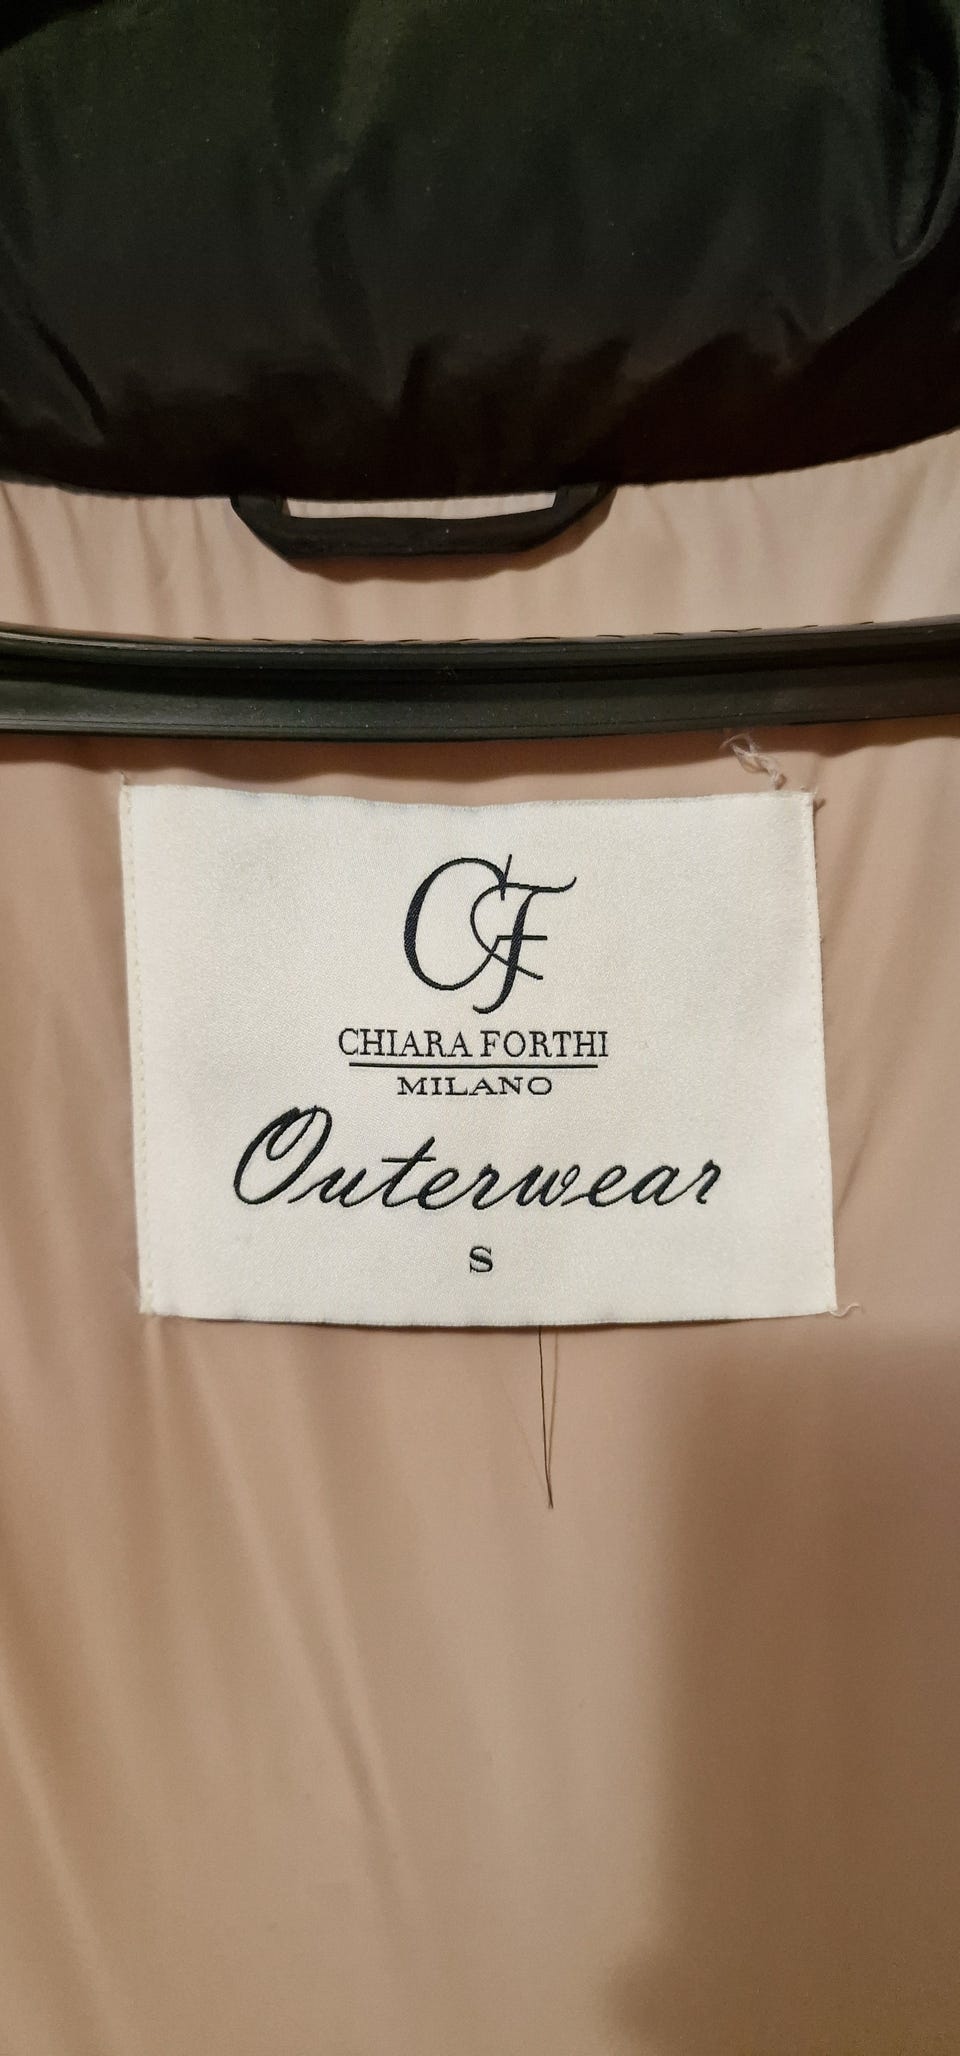 CF
CHIARA FORTHI
MILANO
Outerwear
S